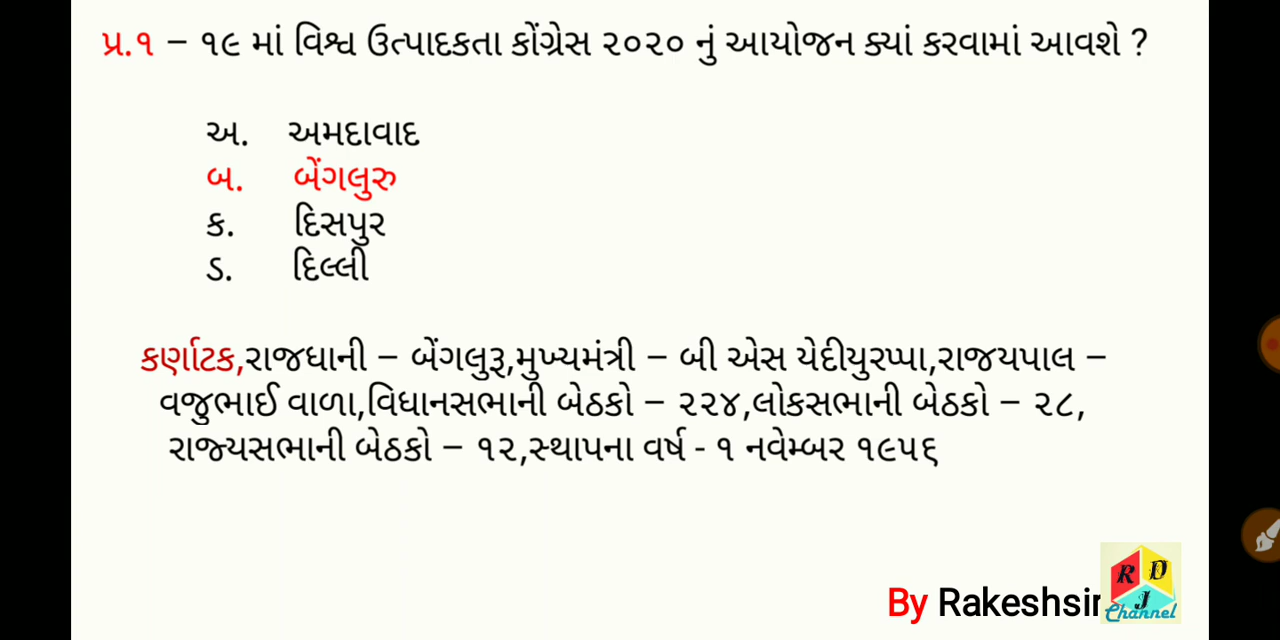 પ્ર.૧ – ૧૯ માં વિશ્વ ઉત્પાદકતા કોંગ્રેસ ૨૦૨૦ નું આયોજન ક્યાં કરવામાં આવશે ?
અ. અમદાવાદ
બ. બેંગલુરુ
ક. દિસપુર
ડ. દિલ્લી
કર્ણાટક,રાજધાની – બેંગલુરૂ,મુખ્યમંત્રી – બી એસ યેદીયુરપ્પા,રાજયપાલ –
વજુભાઈ વાળા,વિધાનસભાની બેઠકો – ૨૨૪,લોકસભાની બેઠકો – ૨૮,
રાજ્યસભાની બેઠકો – ૧૨,સ્થાપના વર્ષ - ૧ નવેમ્બર ૧૯૫૬
By Rakeshsir
R D
J
Channel